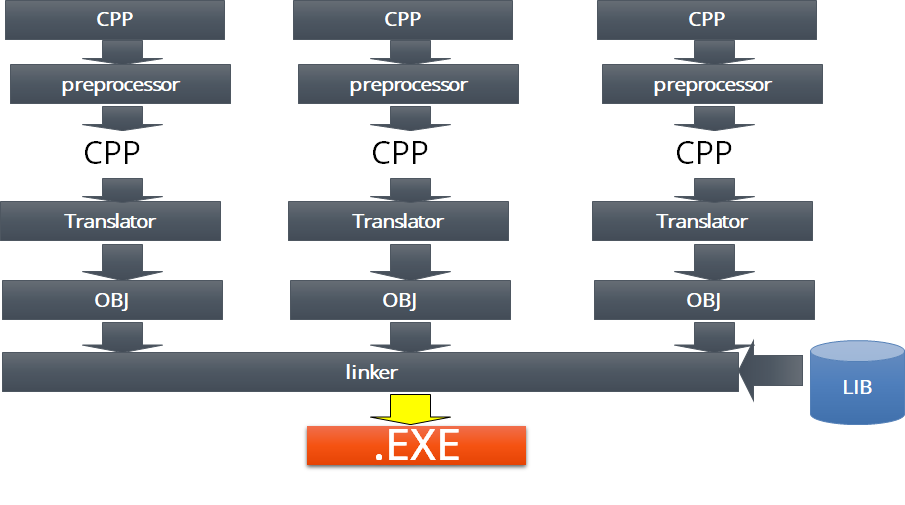 CPP CPP CPP
preprocessor preprocessor preprocessor
CPP CPP CPP
Translator Translator Translator
OBJ OBJ OBJ
linker
LIB
.EXE